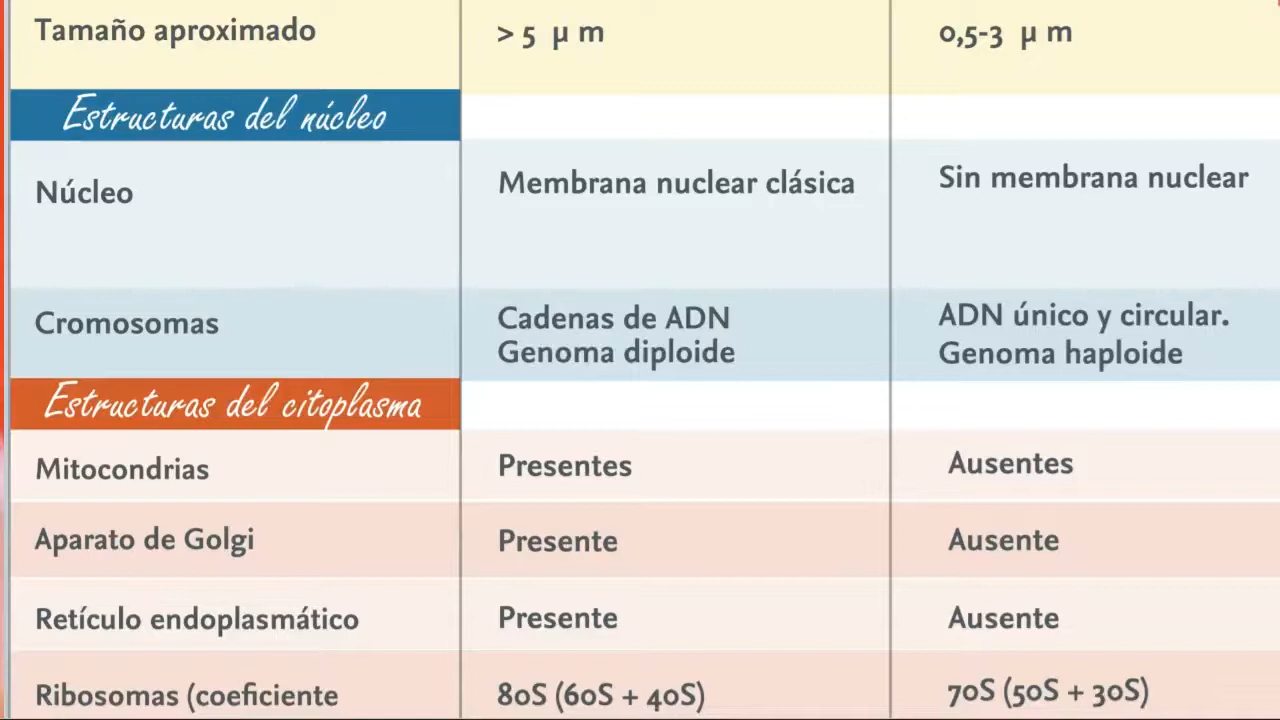 Tamaño aproximado > 5 µ m 0,5-3 µ m
Estructuras del núcleo
Núcleo Membrana nuclear clásica Sin membrana nuclear
Cromosomas Cadenas de ADN ADN único y circular.
Genoma diploide Genoma haploide
Estructuras del citoplasma
Mitocondrias Presentes Ausentes
Aparato de Golgi Presente Ausente
Retículo endoplasmático Presente Ausente
Ribosomas (coeficiente 80S (60S + 40S) 70S (50S + 30S)